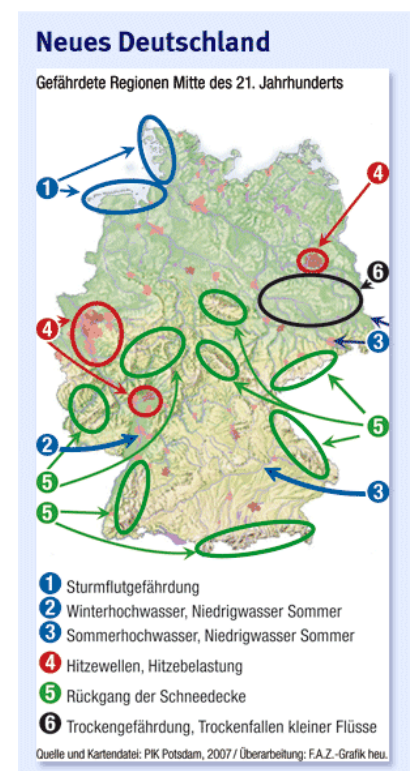 Neues Deutschland
Gefährdete Regionen Mitte des 21. Jahrhunderts
4
1
6
4
3
5
2
5
3
5
1 Sturmflutgefährdung
2 Winterhochwasser, Niedrigwasser Sommer
3 Sommerhochwasser, Niedrigwasser Sommer
4 Hitzewellen, Hitzebelastung
5 Rückgang der Schneedecke
6 Trockengefährdung, Trockenfallen kleiner Flüsse
Quelle und Kartendatei: PIK Potsdam, 2007 / Überarbeitung: F.A.Z.-Grafik heu.